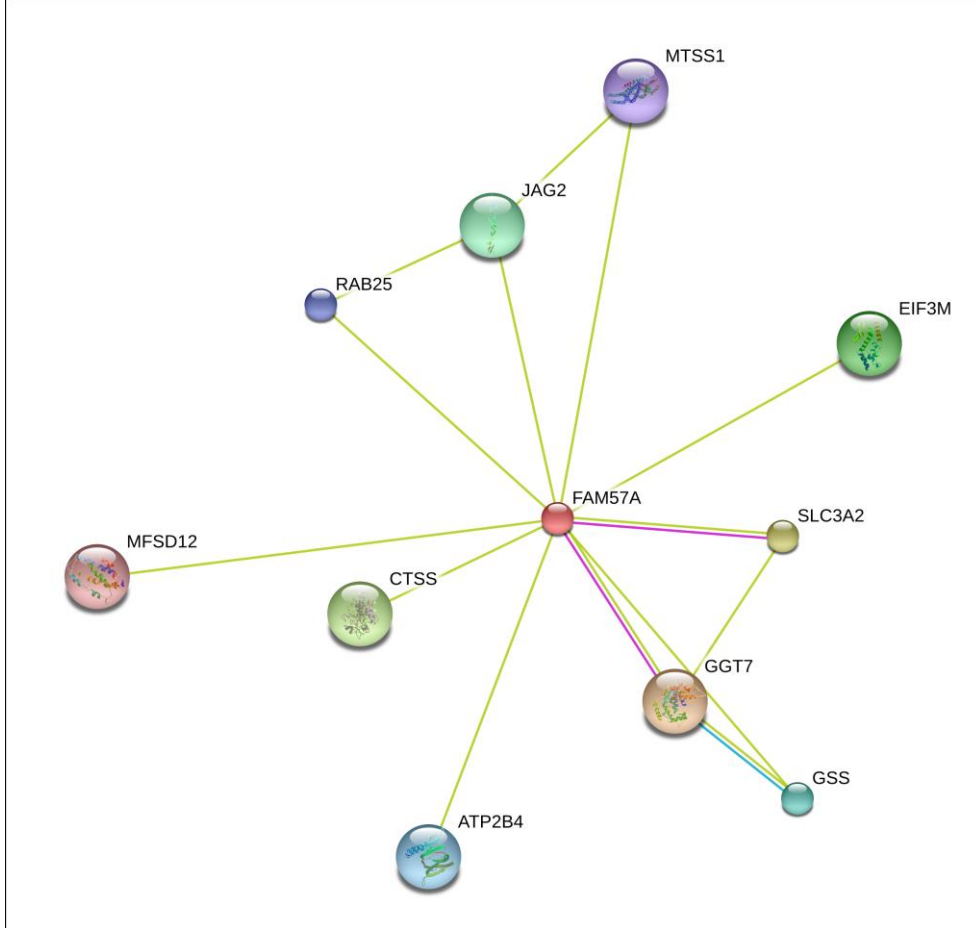 MTSS1
JAG2
RAB25
EIF3M
FAM57A
SLC3A2
MFSD12
CTSS
GGT7
GSS
ATP2B4